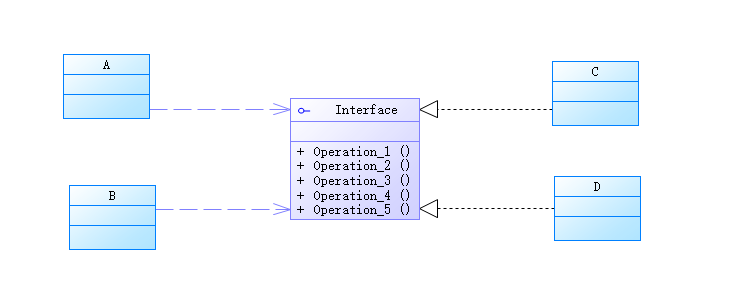 A
B
Interface
+ Operation_1 ()
+ Operation_2 ()
+ Operation_3 ()
+ Operation_4 ()
+ Operation_5 ()
C
D